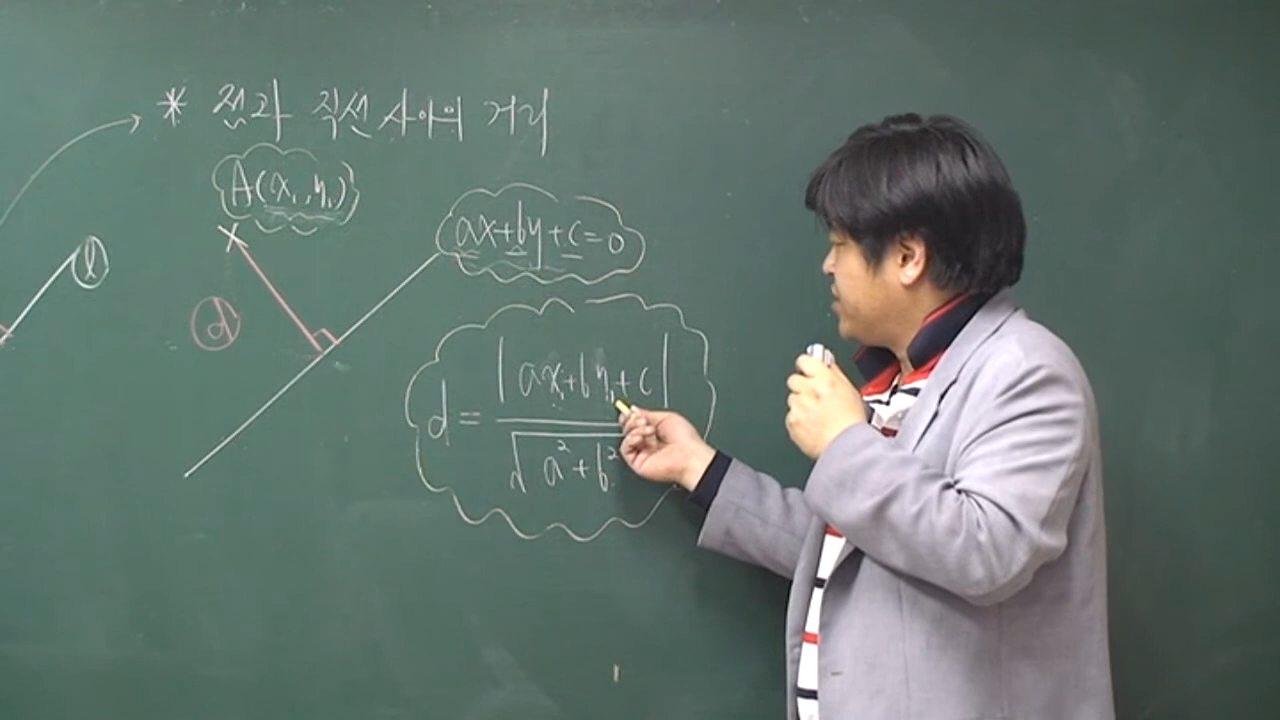 * 점과 직선 사이의 거리
A(x₁, y₁)
ax+by+c=0
l
d
d = |ax₁+by₁+c| / √a²+b²